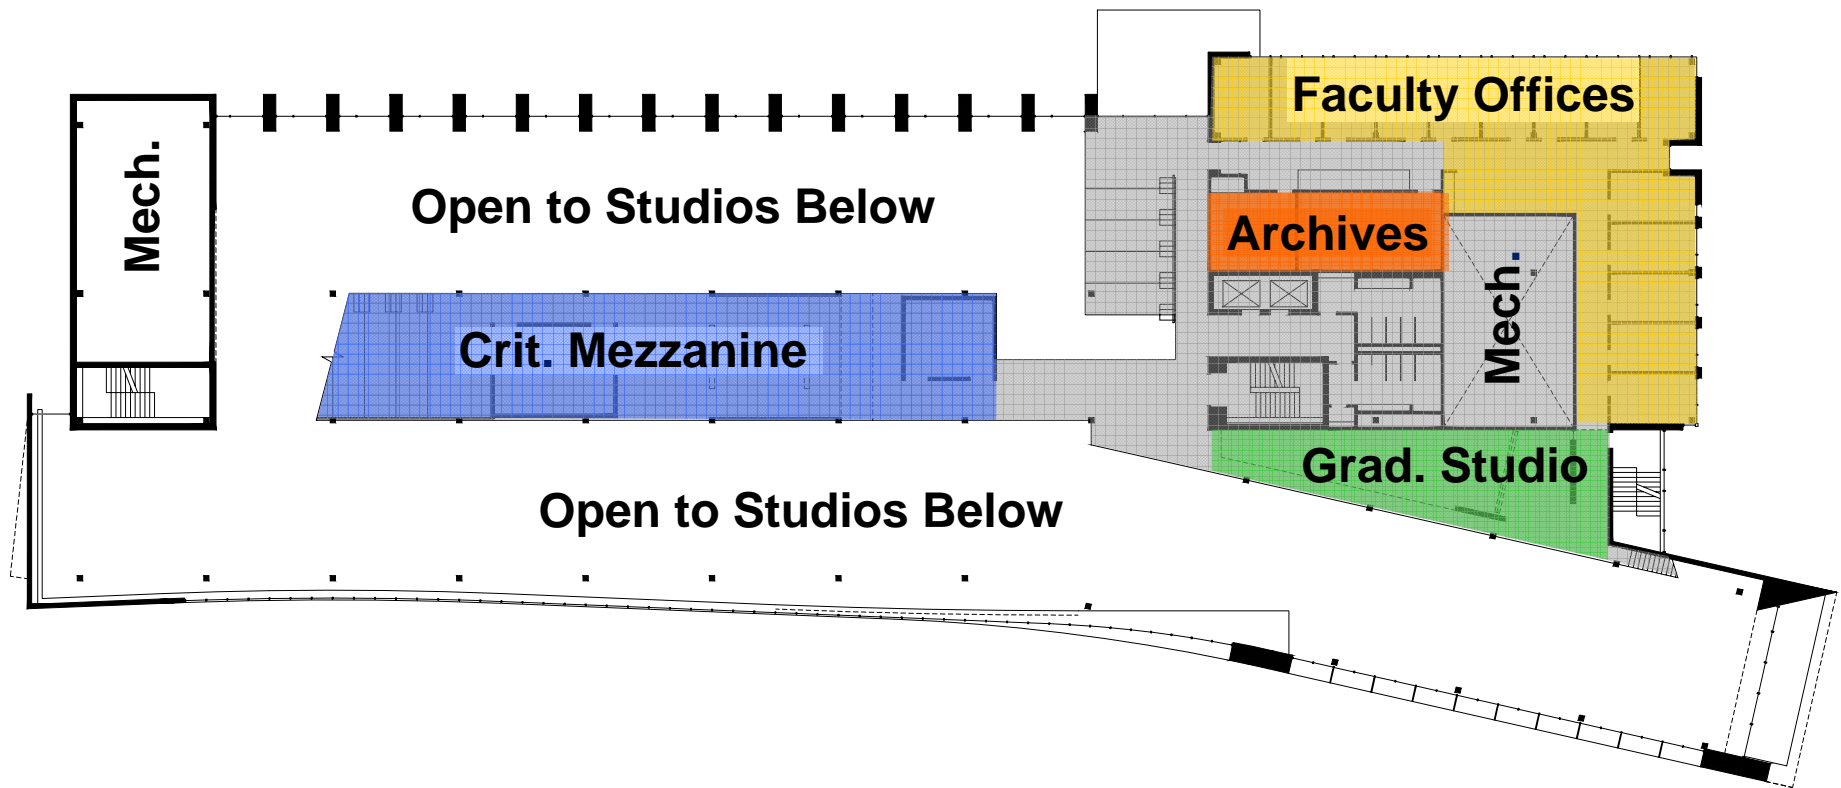 Faculty Offices
Mech.
Open to Studios Below
Archives
Mech.
Crit. Mezzanine
Grad. Studio
Open to Studios Below